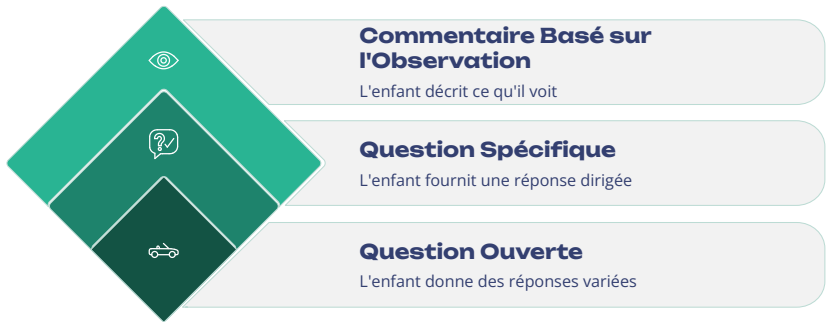 Commentaire Basé sur
l'Observation
L'enfant décrit ce qu'il voit
Question Spécifique
L'enfant fournit une réponse dirigée
Question Ouverte
L'enfant donne des réponses variées